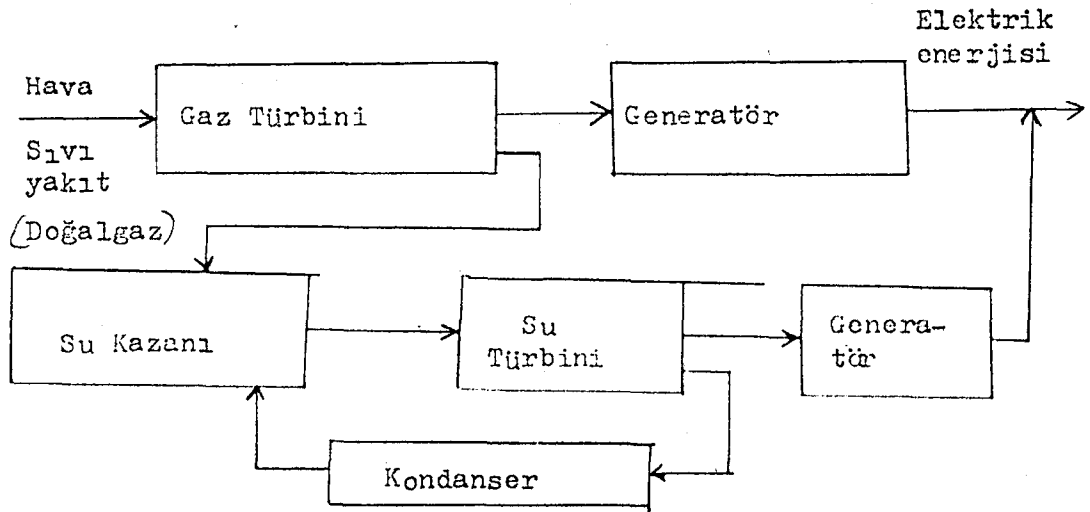 Elektrik
enerjisi
Hava
Gaz Türbini
Generatör
Sıvı
yakıt
(Doğalgaz)
Su Kazanı
Su
Türbini
Genera-
tör
Kondanser